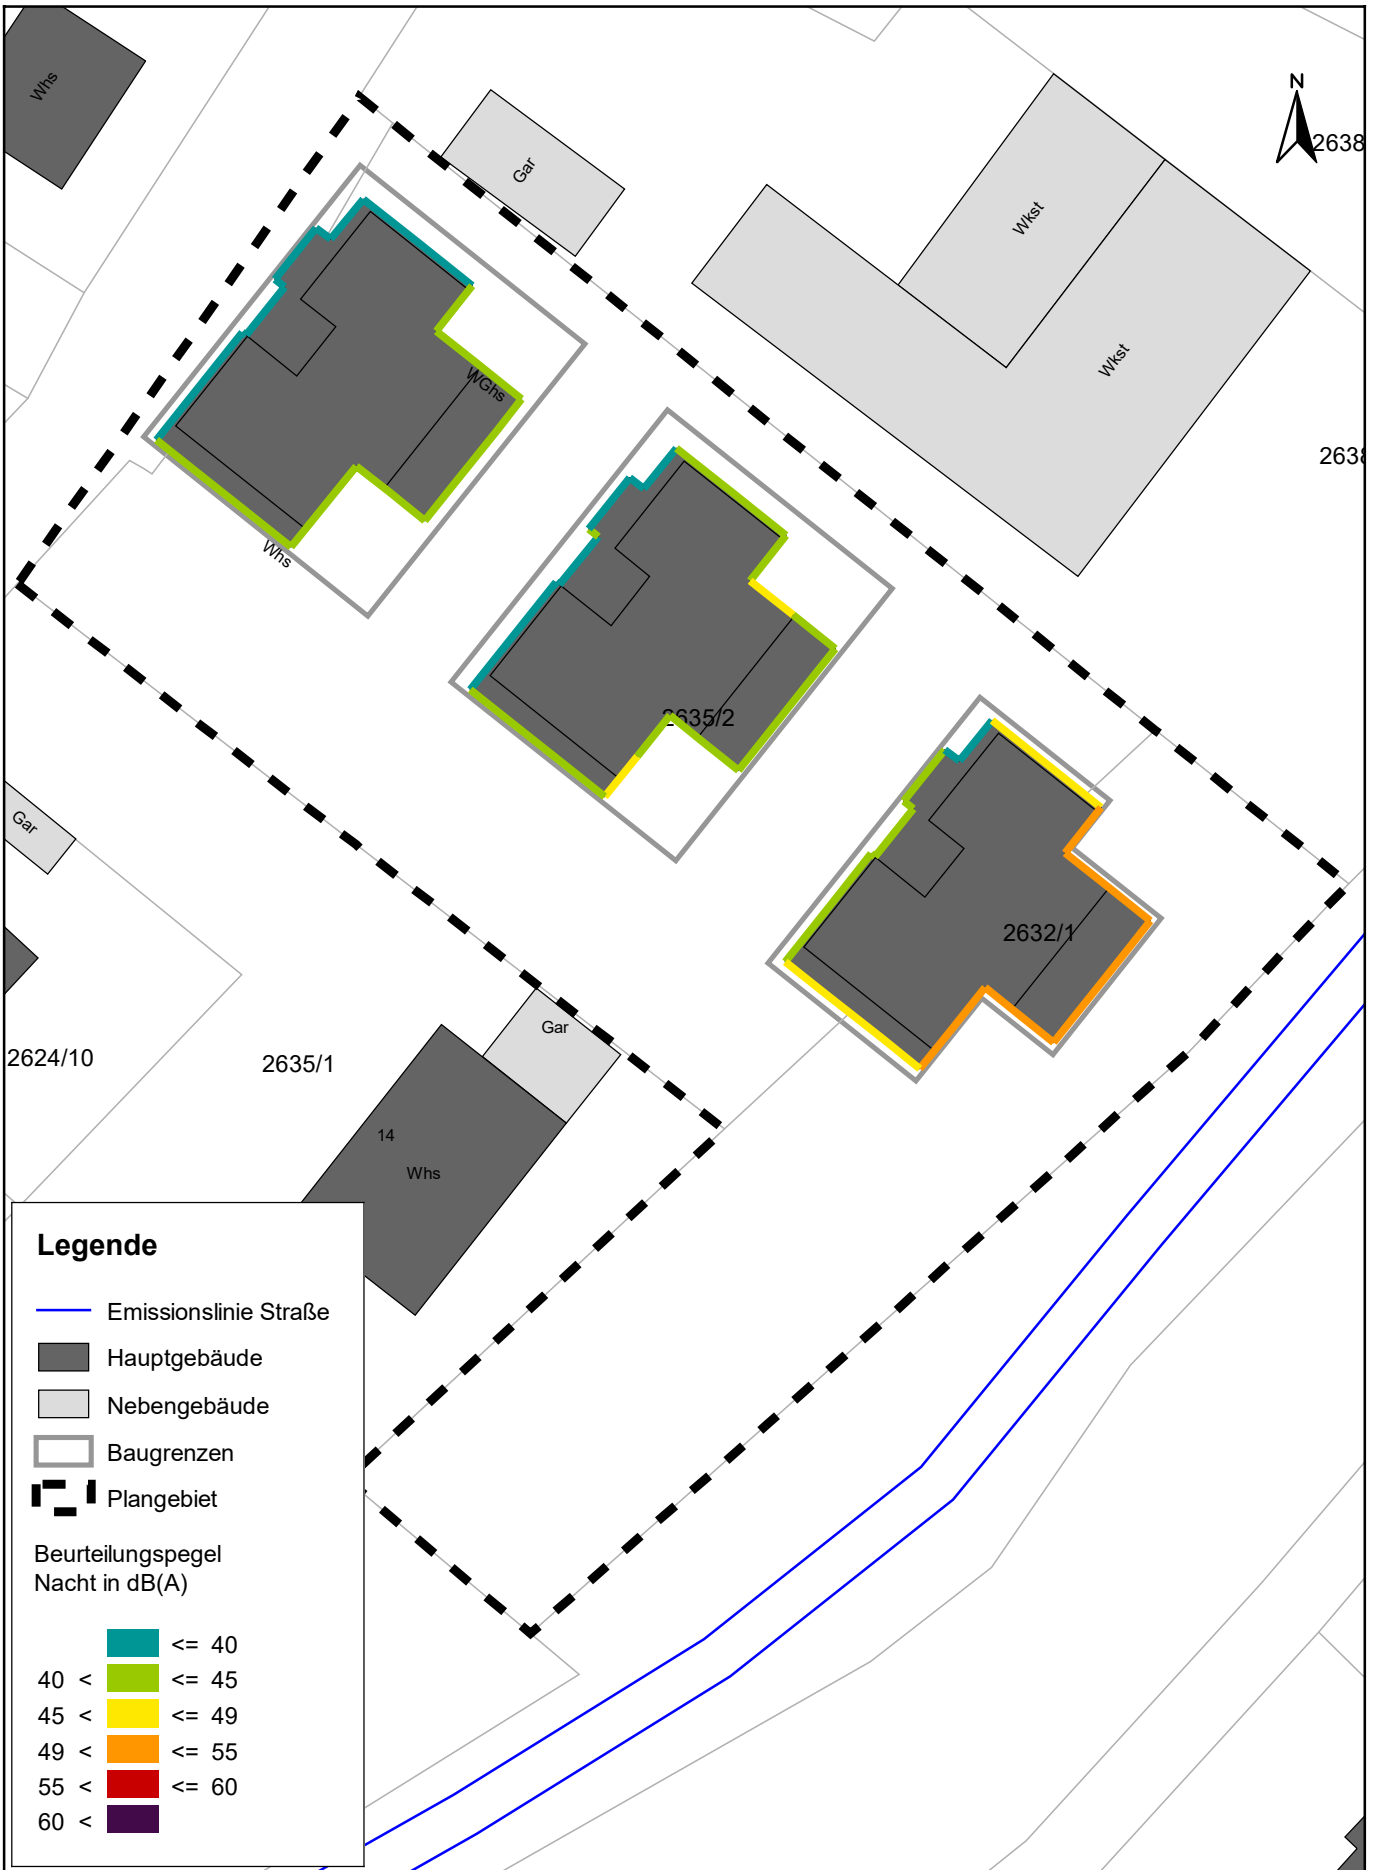 Whs
N
2638
Gar
Wkst
Wkst
WGhs
2638
Whs
2635/2
Gar
2632/1
Gar
2624/10
2635/1
14
Whs
Legende
Emissionslinie Straße
Hauptgebäude
Nebengebäude
Baugrenzen
Plangebiet
Beurteilungspegel
Nacht in dB(A)
<= 40
40 < <= 45
45 < <= 49
49 < <= 55
55 < <= 60
60 <